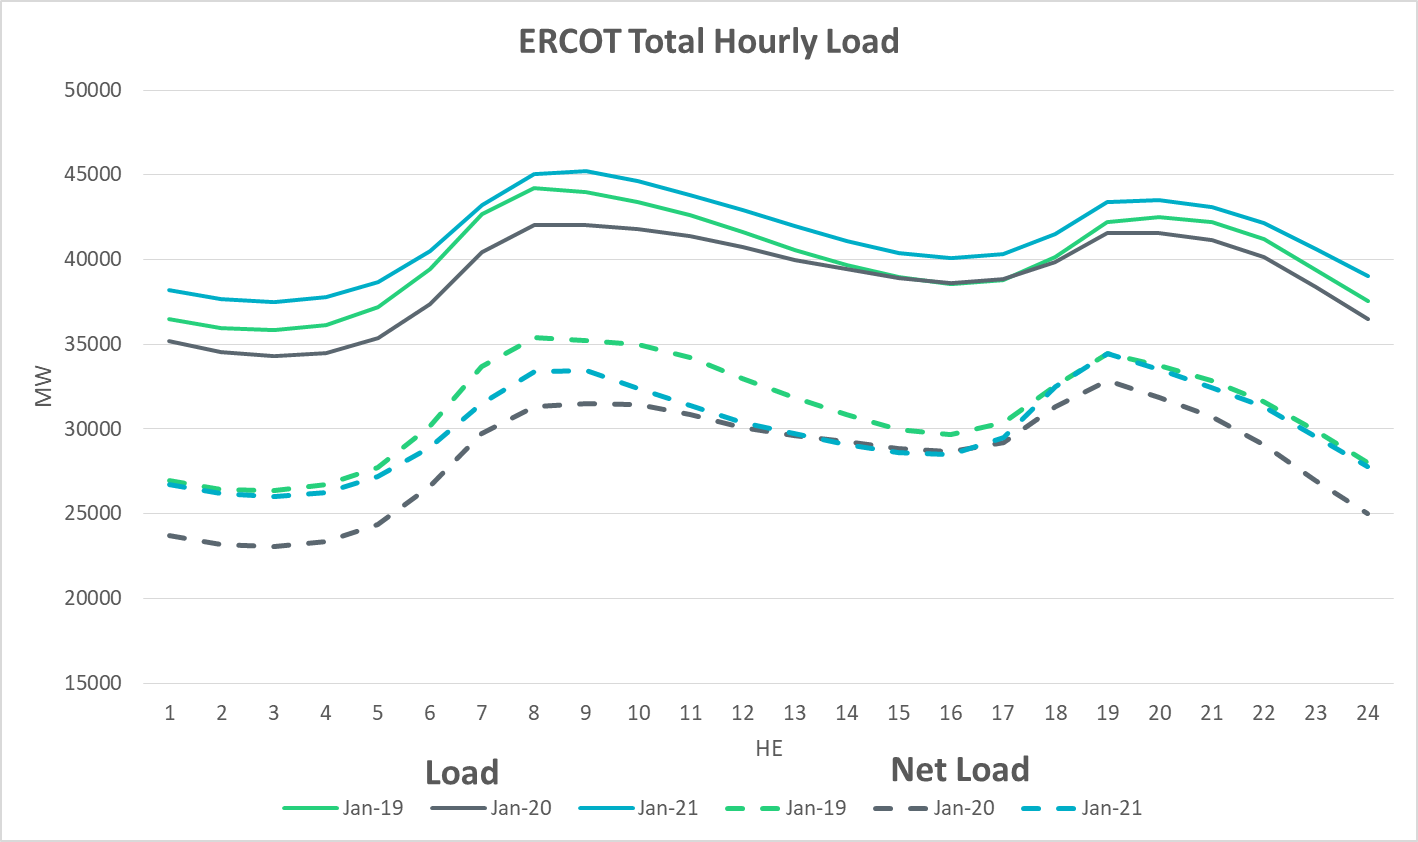 ERCOT Total Hourly Load
50000
45000
40000
35000
30000
25000
20000
15000
MW
1 2 3 4 5 6 7 8 9 10 11 12 13 14 15 16 17 18 19 20 21 22 23 24
HE
Load Net Load
Jan-19 Jan-20 Jan-21 Jan-19 Jan-20 Jan-21